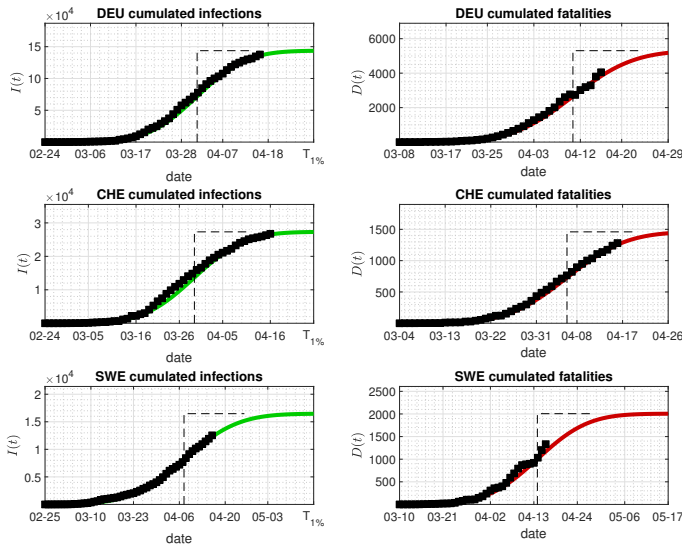 DEU cumulated infections
×10⁴
I(t)
15
10
5
02-24 03-06 03-17 03-28 04-07 04-18 T1%
date
DEU cumulated fatalities
D(t)
6000
4000
2000
0
03-08 03-17 03-25 04-03 04-12 04-20 04-29
date
CHE cumulated infections
×10⁴
I(t)
3
2
1
02-24 03-05 03-16 03-26 04-05 04-16 T1%
date
CHE cumulated fatalities
D(t)
1500
1000
500
0
03-04 03-13 03-22 03-31 04-08 04-17 04-26
date
SWE cumulated infections
×10⁴
I(t)
2
1.5
1
0.5
02-25 03-10 03-23 04-06 04-20 05-03 T1%
date
SWE cumulated fatalities
D(t)
2500
2000
1500
1000
500
0
03-10 03-21 04-02 04-13 04-24 05-06 05-17
date